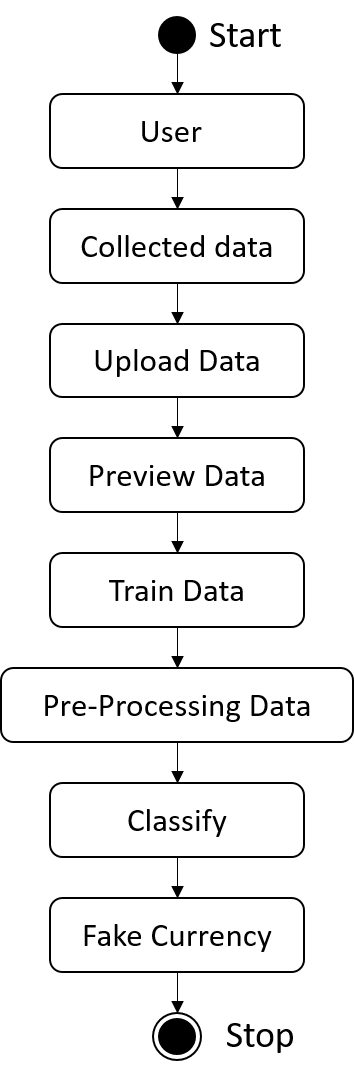 Start
User
Collected data
Upload Data
Preview Data
Train Data
Pre-Processing Data
Classify
Fake Currency
Stop